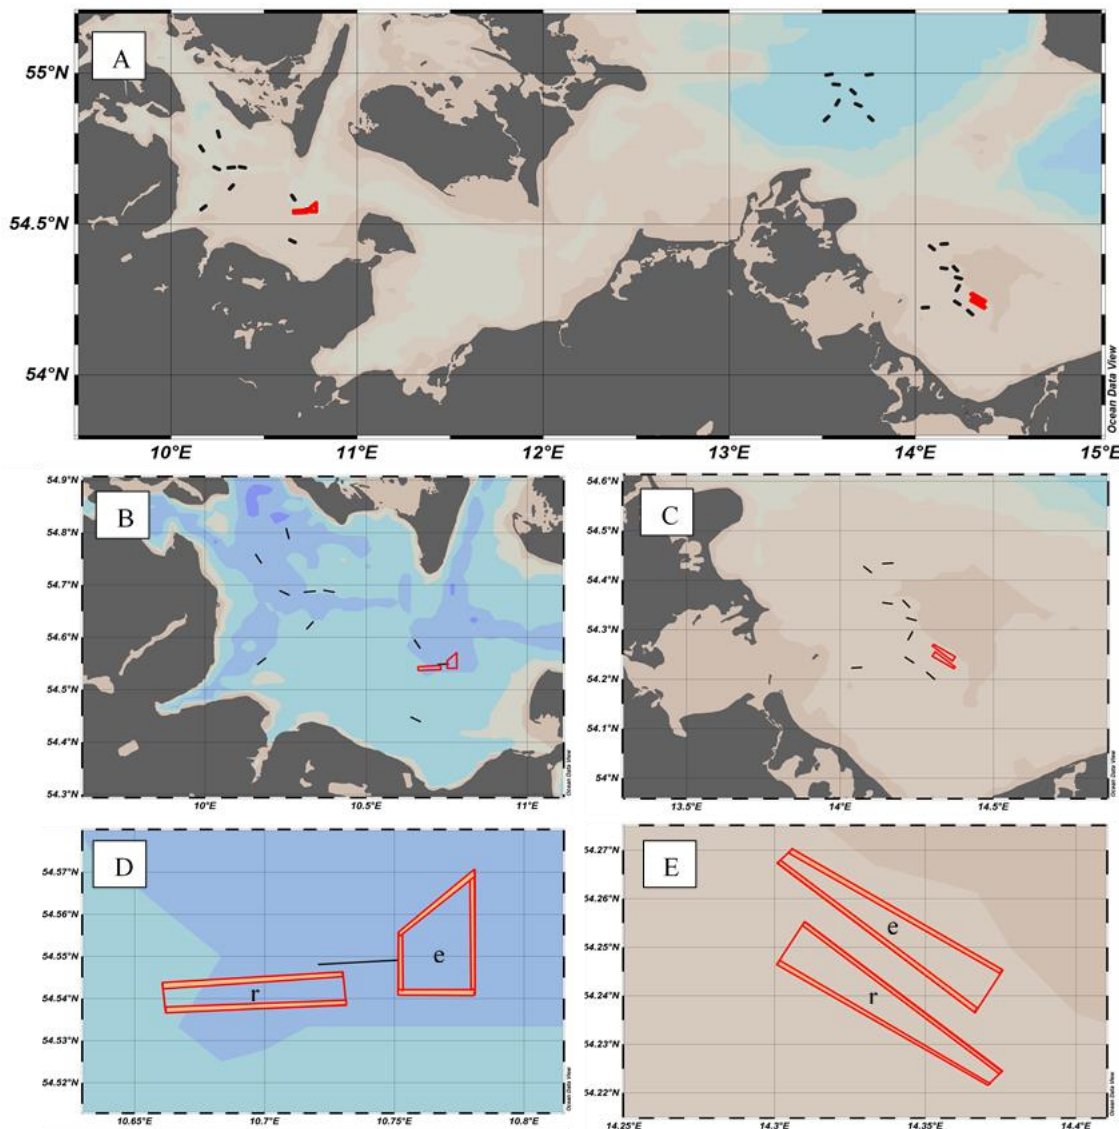 A
55°N
54.5°N
54°N
10°E
11°E
12°E
13°E
14°E
15°E
Ocean Data View
B
54.9°N
54.8°N
54.7°N
54.6°N
54.5°N
54.4°N
54.3°N
10°E
10.5°E
11°E
Ocean Data View
C
54.6°N
54.5°N
54.4°N
54.3°N
54.2°N
54.1°N
54°N
13.5°E
14°E
14.5°E
Ocean Data View
D
54.57°N
54.56°N
54.55°N
54.54°N
54.53°N
54.52°N
e
r
10.65°E
10.7°E
10.75°E
10.8°E
Ocean Data View
E
54.27°N
54.26°N
54.25°N
54.24°N
54.23°N
54.22°N
e
r
14.25°E
14.3°E
14.35°E
14.4°E
Ocean Data View